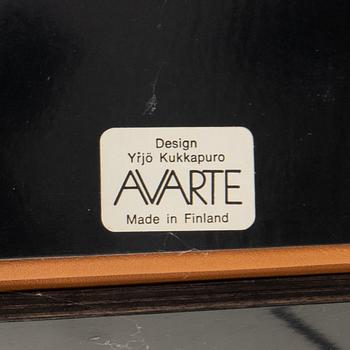 Design
Yrjö Kukkapuro
AVARTE
Made in Finland